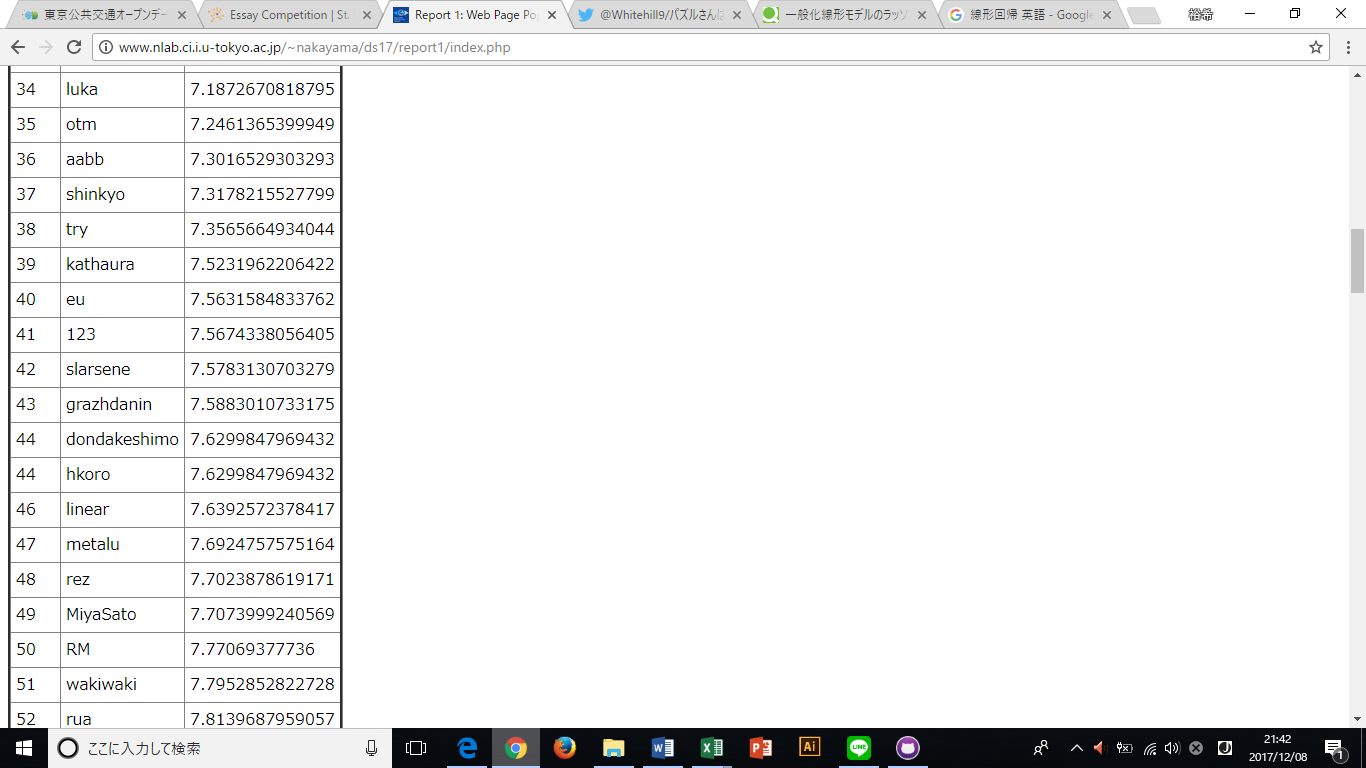 東京公共交通オープンデー
Essay Competition | St.
Report 1: Web Page Po
@Whitehill9/パズルさんに
一般化線形モデルのラッソ
線形回帰 英語 - Google
裕希
www.nlab.ci.i.u-tokyo.ac.jp/~nakayama/ds17/report1/index.php
34 luka 7.1872670818795
35 otm 7.2461365399949
36 aabb 7.3016529303293
37 shinkyo 7.3178215527799
38 try 7.3565664934044
39 kathaura 7.5231962206422
40 eu 7.5631584833762
41 123 7.5674338056405
42 slarsene 7.5783130703279
43 grazhdanin 7.5883010733175
44 dondakeshimo 7.6299847969432
44 hkoro 7.6299847969432
46 linear 7.6392572378417
47 metalu 7.6924757575164
48 rez 7.7023878619171
49 MiyaSato 7.7073999240569
50 RM 7.77069377736
51 wakiwaki 7.7952852822728
52 rua 7.8139687959057
ここに入力して検索
Ai
LINE
J
21:42
2017/12/08
1